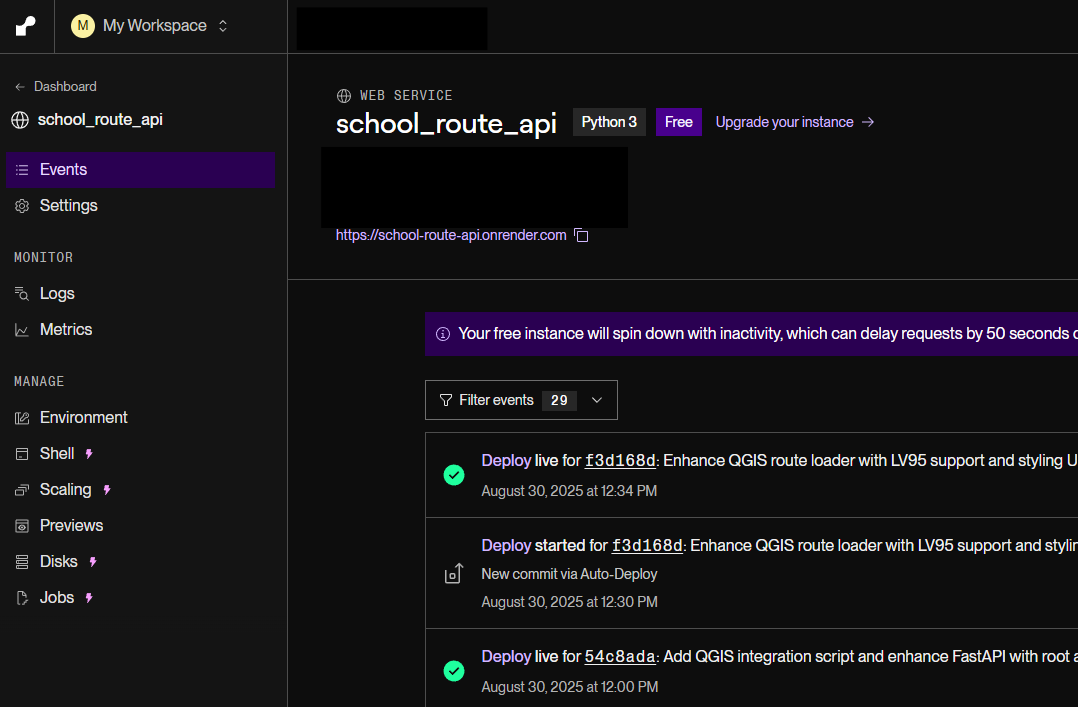 M My Workspace
← Dashboard
school_route_api
Events
Settings
MONITOR
Logs
Metrics
MANAGE
Environment
Shell
Scaling
Previews
Disks
Jobs
WEB SERVICE
school_route_api Python 3 Free Upgrade your instance →
https://school-route-api.onrender.com
Your free instance will spin down with inactivity, which can delay requests by 50 seconds
Filter events 29
Deploy live for f3d168d: Enhance QGIS route loader with LV95 support and styling U
August 30, 2025 at 12:34 PM
Deploy started for f3d168d: Enhance QGIS route loader with LV95 support and stylin
New commit via Auto-Deploy
August 30, 2025 at 12:30 PM
Deploy live for 54c8ada: Add QGIS integration script and enhance FastAPI with root a
August 30, 2025 at 12:00 PM